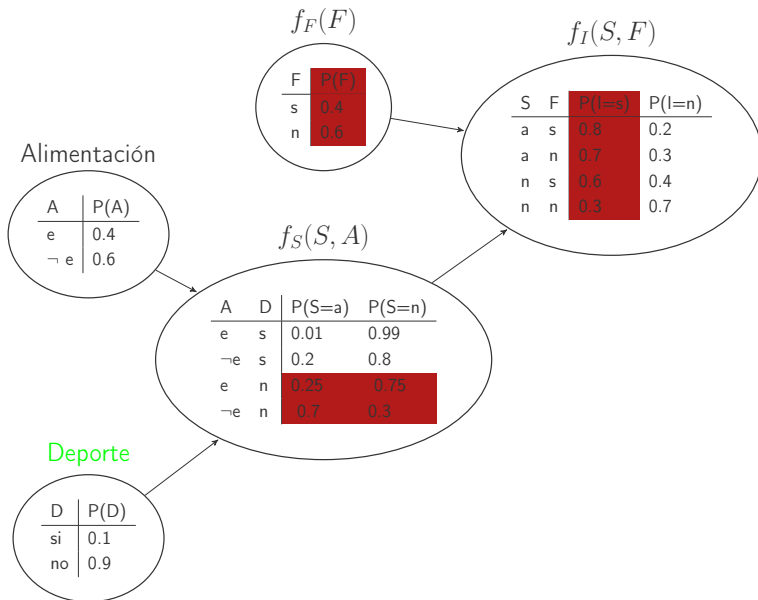 f_F(F)
F P(F)
s 0.4
n 0.6
f_I(S, F)
S F P(I=s) P(I=n)
a s 0.8 0.2
a n 0.7 0.3
n s 0.6 0.4
n n 0.3 0.7
Alimentación
A P(A)
e 0.4
¬ e 0.6
f_S(S, A)
A D P(S=a) P(S=n)
e s 0.01 0.99
¬e s 0.2 0.8
e n 0.25 0.75
¬e n 0.7 0.3
Deporte
D P(D)
si 0.1
no 0.9